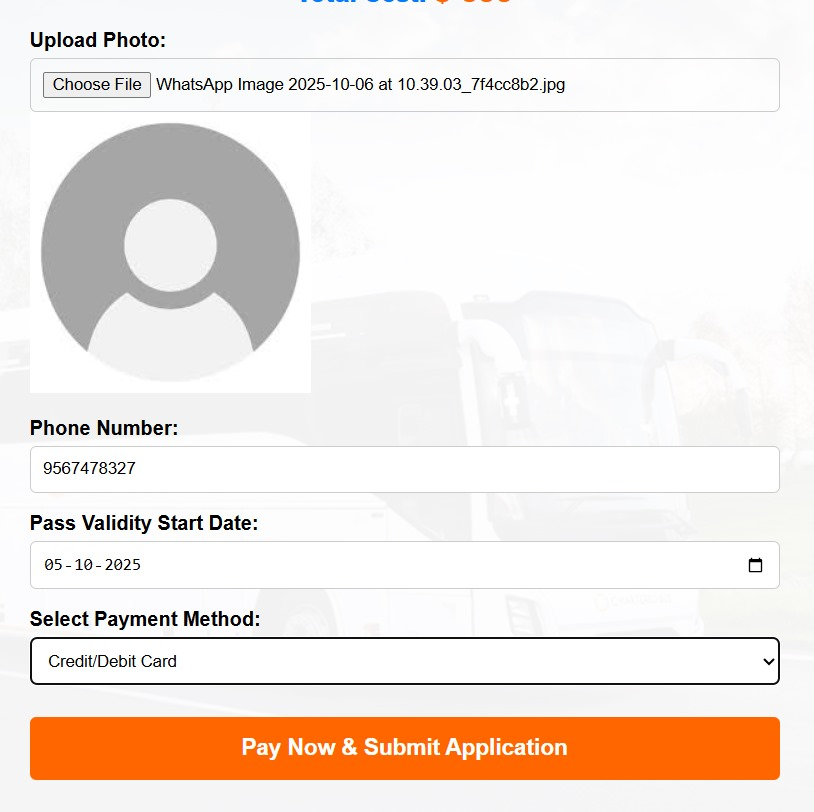 Upload Photo:
Choose File WhatsApp Image 2025-10-06 at 10.39.03_7f4cc8b2.jpg
Phone Number:
9567478327
Pass Validity Start Date:
05-10-2025
Select Payment Method:
Credit/Debit Card
Pay Now & Submit Application